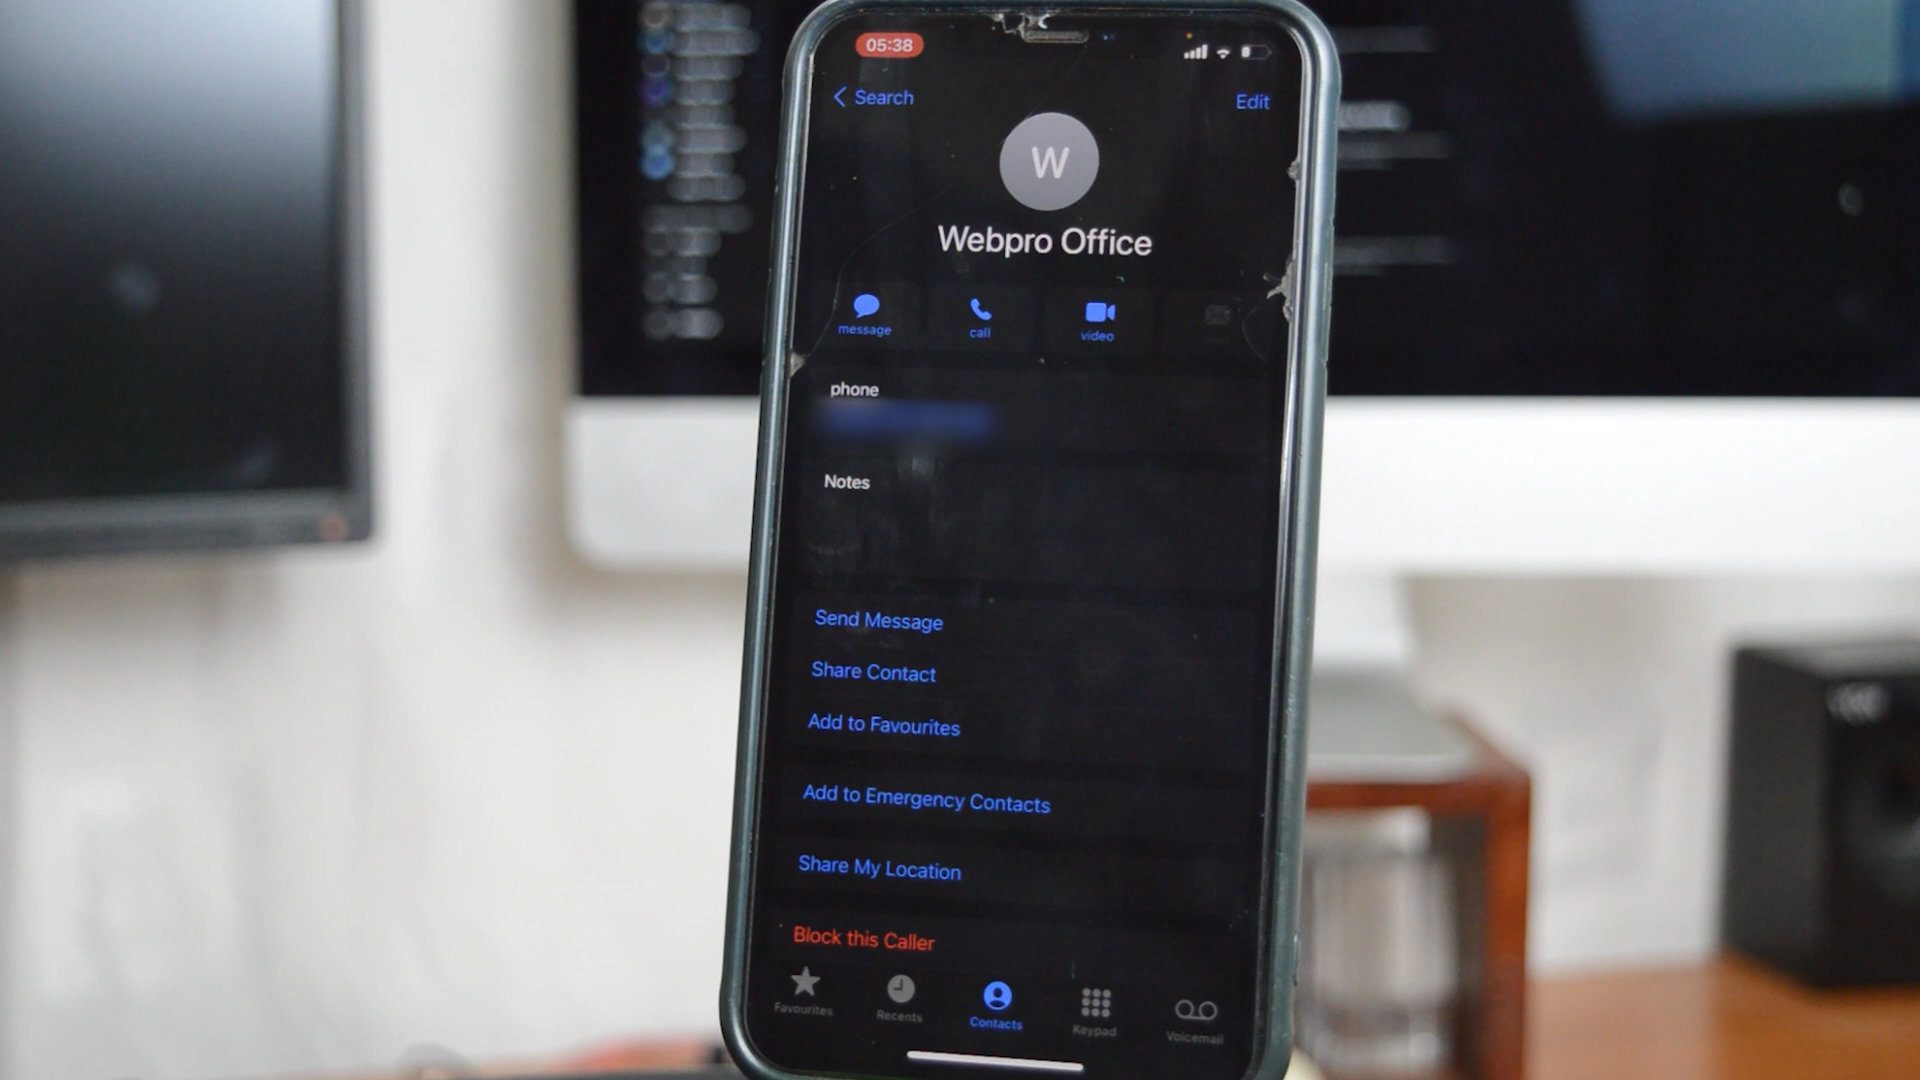 05:38
Search
Edit
W
Webpro Office
message
call
video
phone
Notes
Send Message
Share Contact
Add to Favourites
Add to Emergency Contacts
Share My Location
Block this Caller
Favourites
Recents
Contacts
Keypad
Voicemail